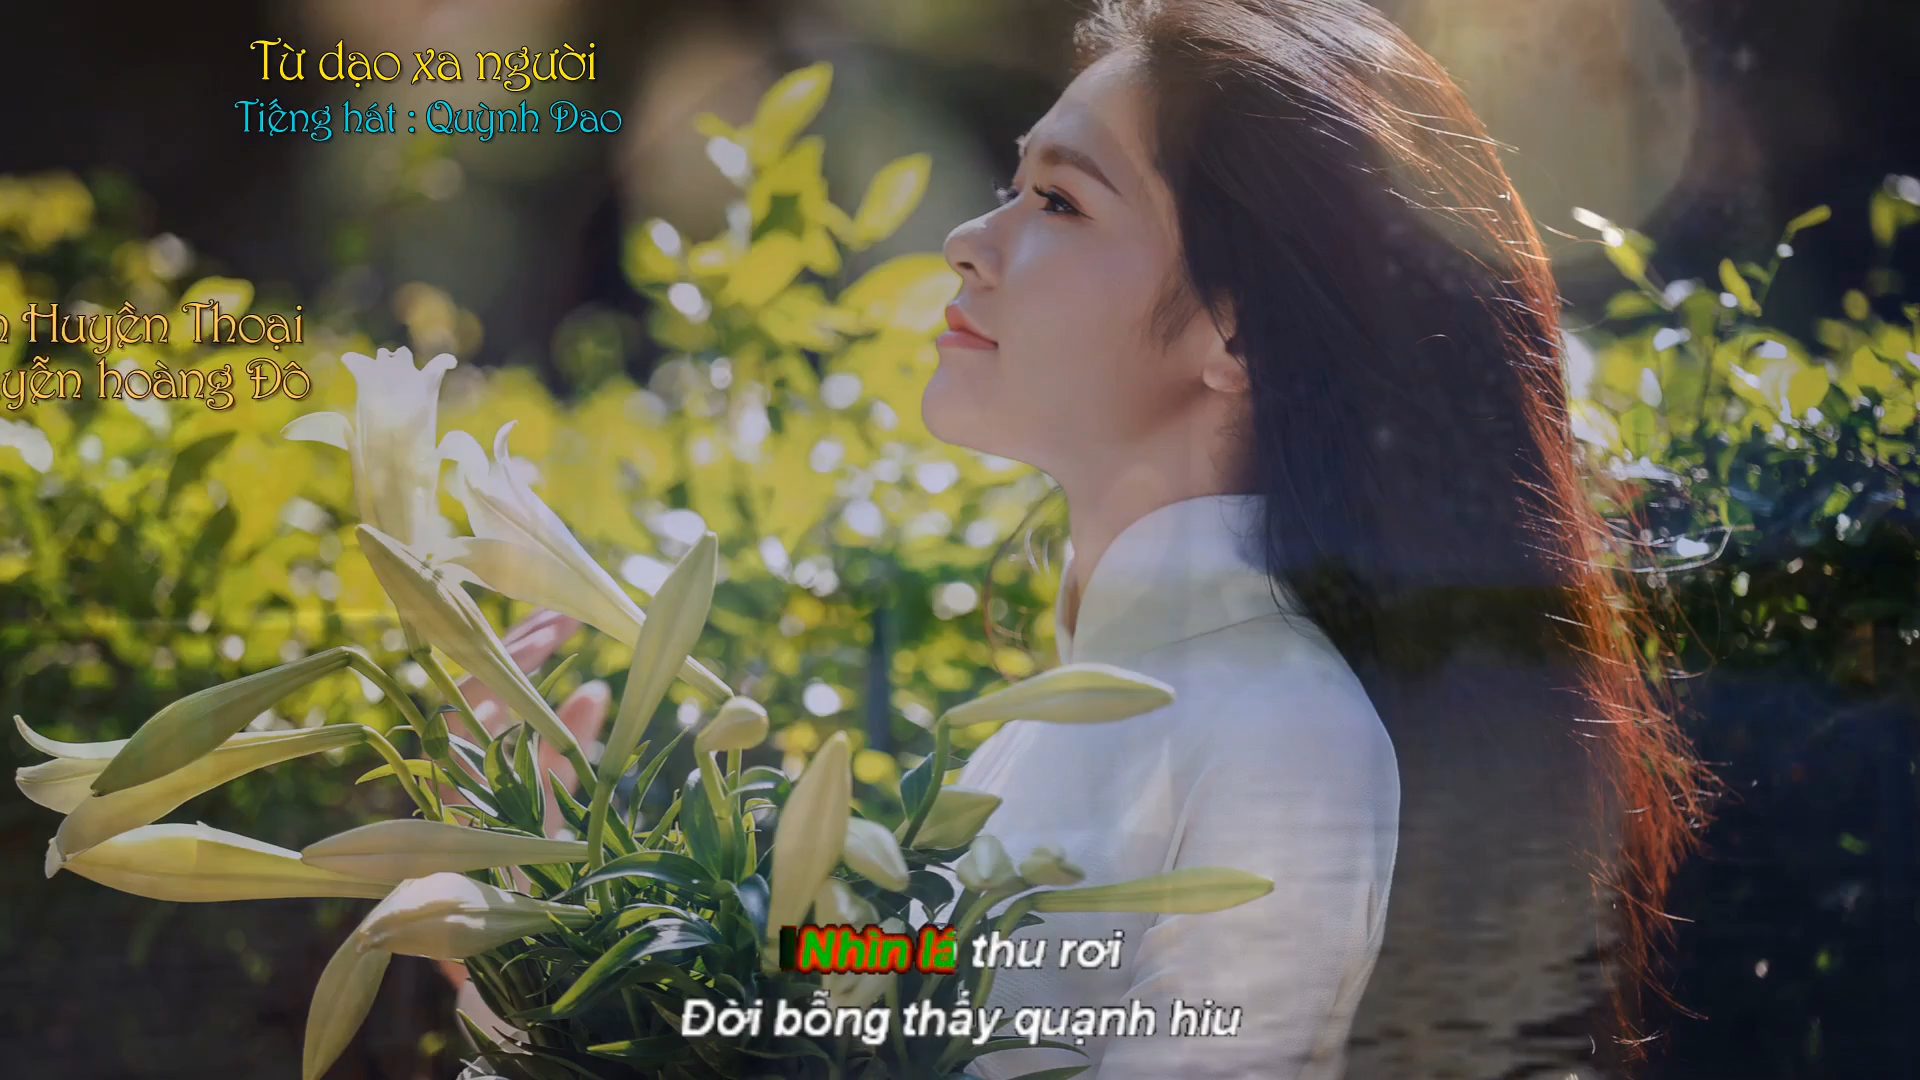 Từ dạo xa người
Tiếng hát : Quỳnh Dao
Huyền Thoại
hoàng Đô
Nhìn lá thu rơi
Đời bỗng thấy quạnh hiu